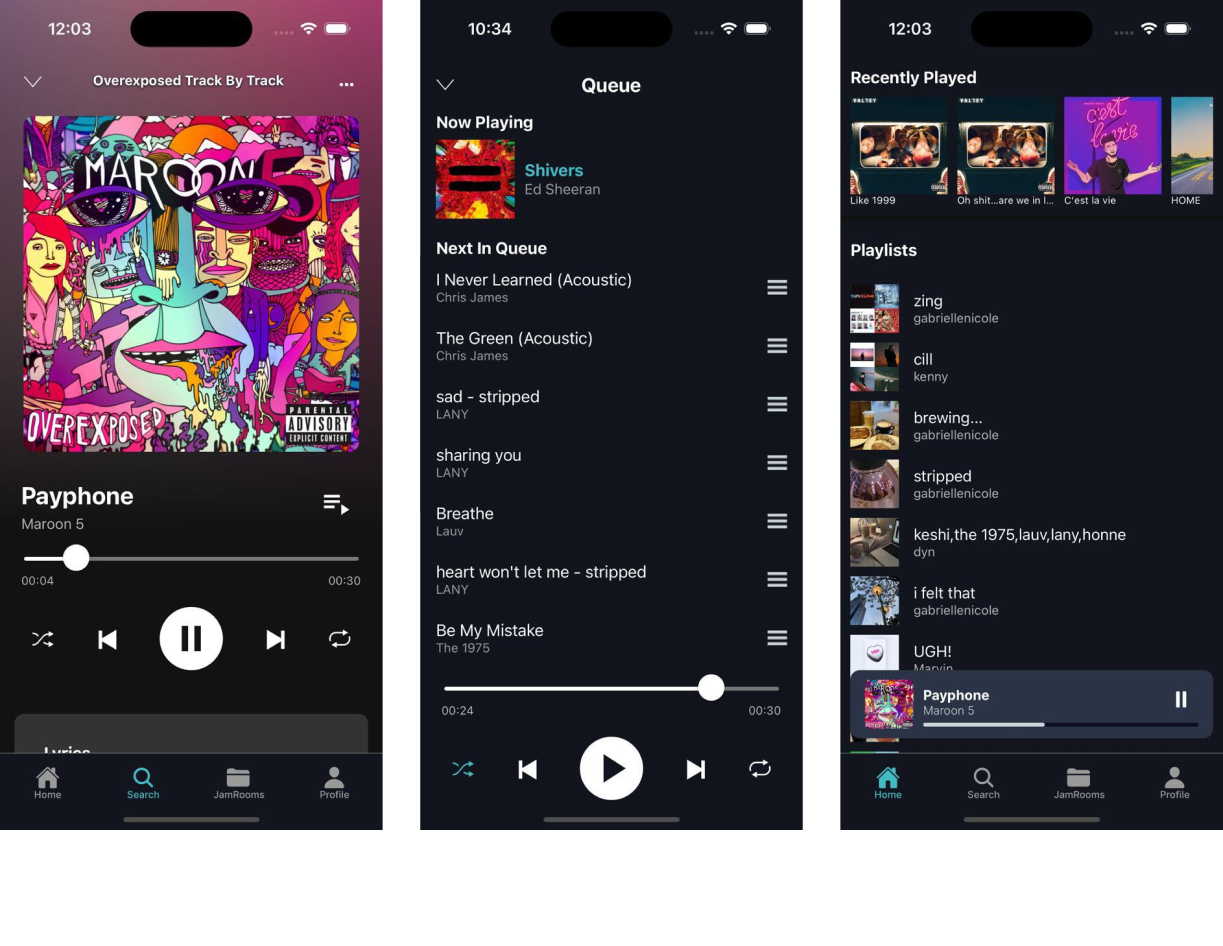 12:03
Overexposed Track By Track
MAROON 5
OVEREXPOSED
PARENTAL
ADVISORY
EXPLICIT CONTENT
Payphone
Maroon 5
00:04
00:30
Lyrics
Home
Search
JamRooms
Profile
10:34
Queue
Now Playing
Shivers
Ed Sheeran
Next In Queue
I Never Learned (Acoustic)
Chris James
The Green (Acoustic)
Chris James
sad - stripped
LANY
sharing you
LANY
Breathe
Lauv
heart won't let me - stripped
LANY
Be My Mistake
The 1975
00:24
00:30
12:03
Recently Played
VALLEY
VALLEY
c'est la vie
Like 1999
Oh shit...are we in l...
C'est la vie
HOME
Playlists
zing
gabriellenicole
cill
kenny
brewing...
gabriellenicole
stripped
gabriellenicole
keshi,the 1975,lauv,lany,honne
dyn
i felt that
gabriellenicole
UGH!
Marvin
Payphone
Maroon 5
Home
Search
JamRooms
Profile